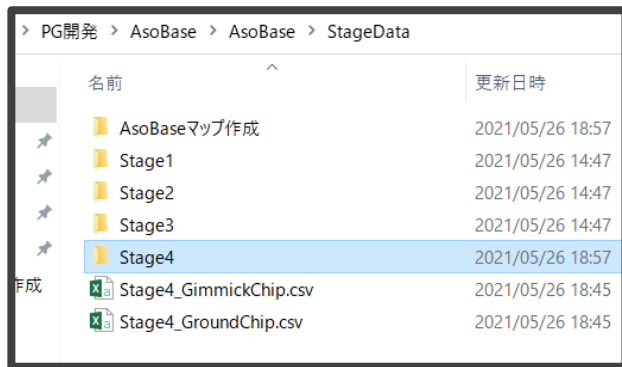 > PG開発 > AsoBase > AsoBase > StageData
名前 更新日時
AsoBaseマップ作成 2021/05/26 18:57
Stage1 2021/05/26 14:47
Stage2 2021/05/26 14:47
Stage3 2021/05/26 14:47
Stage4 2021/05/26 18:57
作成 Stage4_GimmickChip.csv 2021/05/26 18:45
Stage4_GroundChip.csv 2021/05/26 18:45